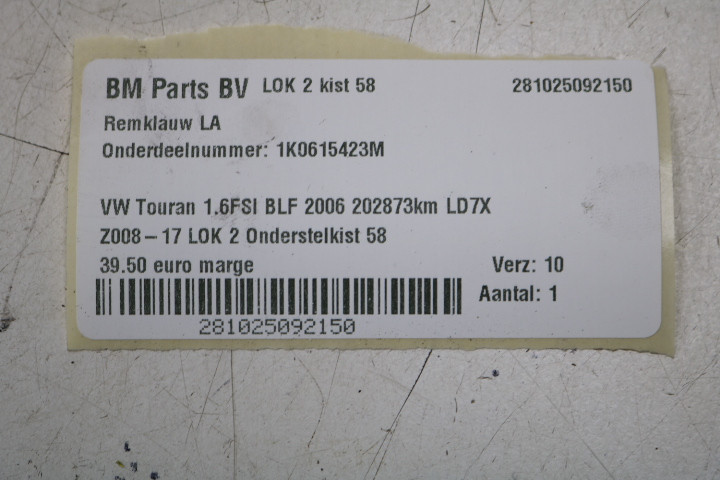 BM Parts BV LOK 2 kist 58 281025092150
Remklauw LA
Onderdeelnummer: 1K0615423M
VW Touran 1.6FSI BLF 2006 202873km LD7X
Z008-17 LOK 2 Onderstelkist 58
39.50 euro marge Verz: 10
Aantal: 1
281025092150